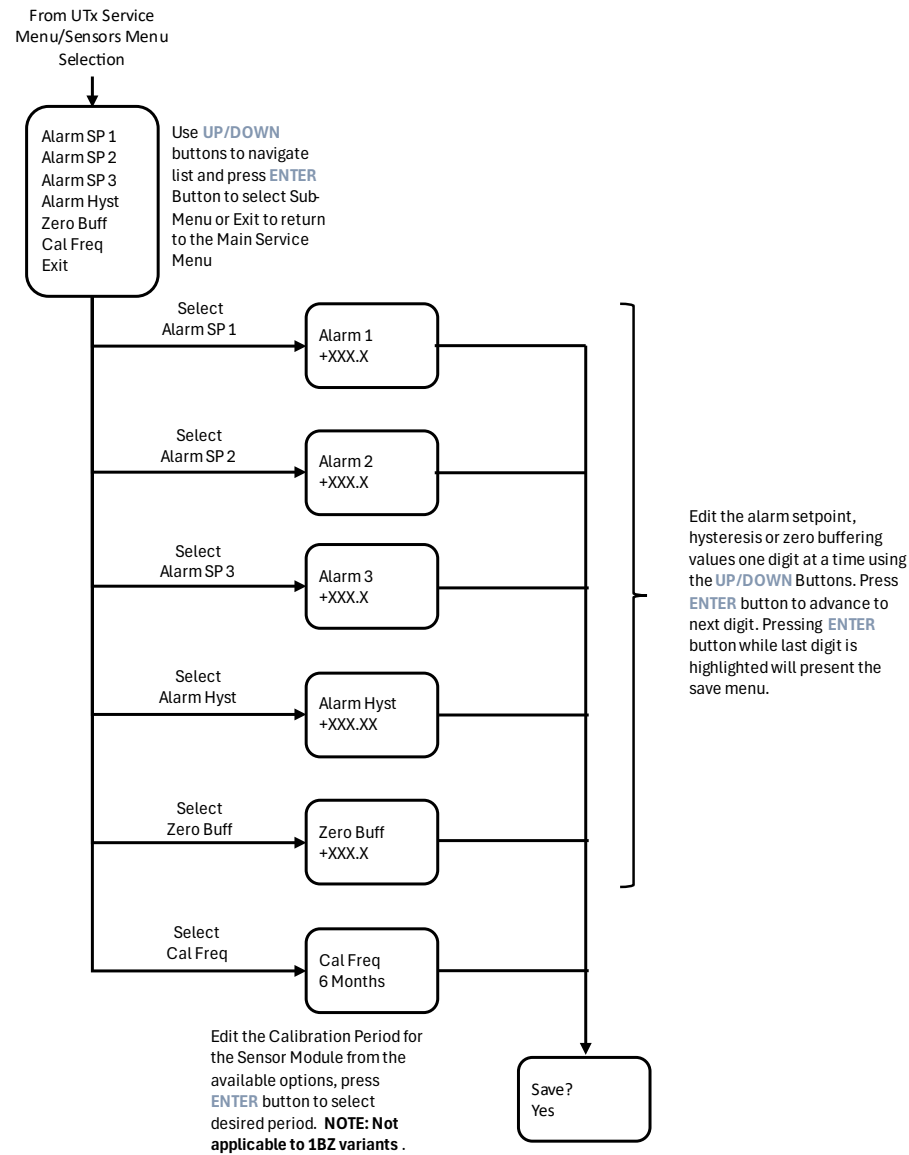 From UTx Service
Menu/Sensors Menu
Selection
Alarm SP 1
Alarm SP 2
Alarm SP 3
Alarm Hyst
Zero Buff
Cal Freq
Exit
Use UP/DOWN
buttons to navigate
list and press ENTER
Button to select Sub-
Menu or Exit to return
to the Main Service
Menu
Select
Alarm SP 1
Alarm 1
+XXX.X
Select
Alarm SP 2
Alarm 2
+XXX.X
Select
Alarm SP 3
Alarm 3
+XXX.X
Select
Alarm Hyst
Alarm Hyst
+XXX.XX
Select
Zero Buff
Zero Buff
+XXX.X
Edit the alarm setpoint,
hysteresis or zero buffering
values one digit at a time using
the UP/DOWN Buttons. Press
ENTER button to advance to
next digit. Pressing ENTER
button while last digit is
highlighted will present the
save menu.
Select
Cal Freq
Cal Freq
6 Months
Edit the Calibration Period for
the Sensor Module from the
available options, press
ENTER button to select
desired period. NOTE: Not
applicable to 1BZ variants .
Save?
Yes